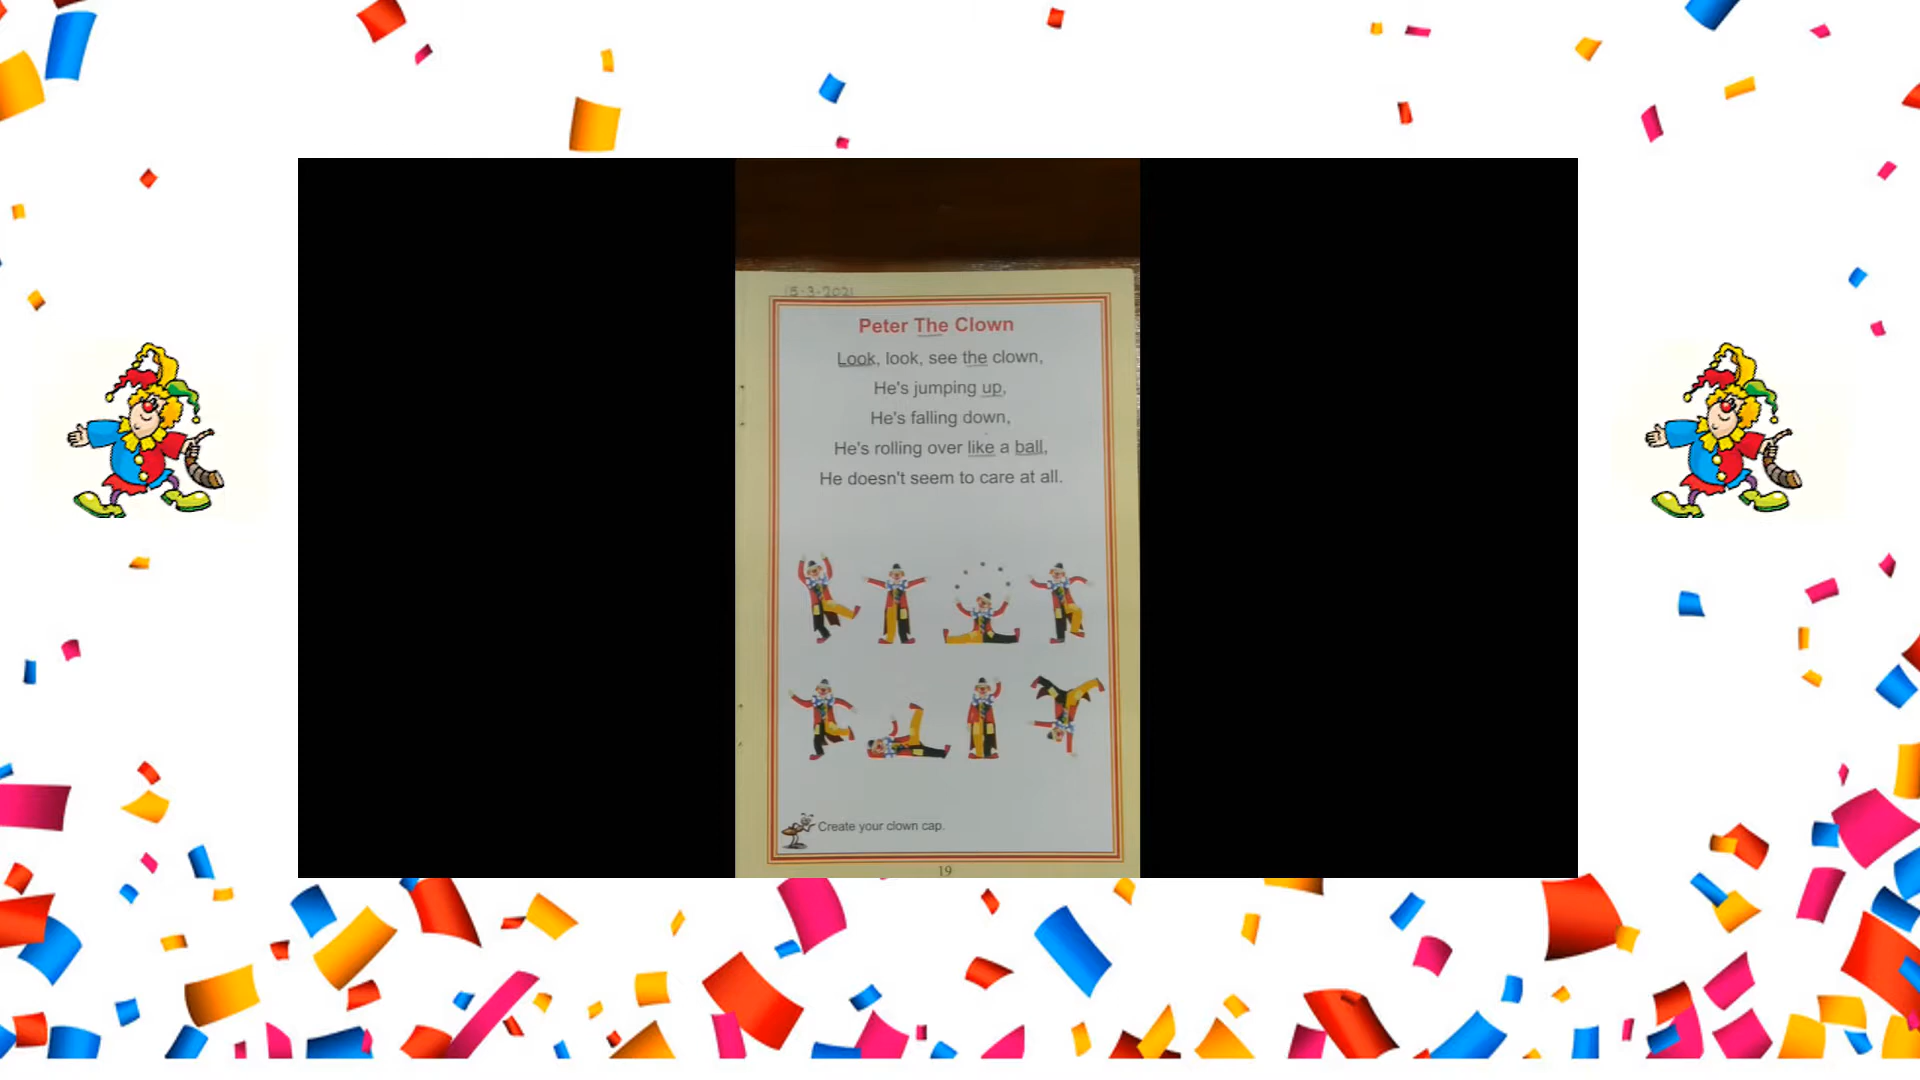 15-3-2021
Peter The Clown
Look, look, see the clown,
He's jumping up,
He's falling down,
He's rolling over like a ball,
He doesn't seem to care at all.
Create your clown cap.
19